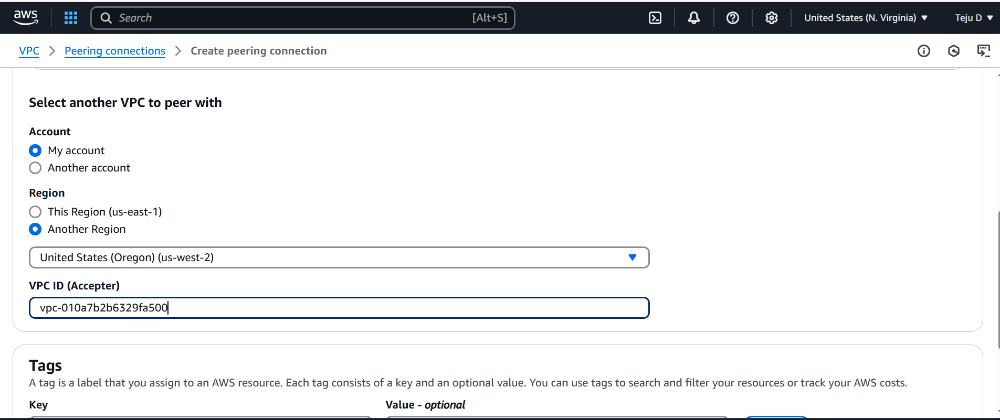 aws Search [Alt+S] United States (N. Virginia) Teju D
VPC Peering connections Create peering connection
Select another VPC to peer with
Account
My account
Another account
Region
This Region (us-east-1)
Another Region
United States (Oregon) (us-west-2)
VPC ID (Accepter)
vpc-010a7b2b6329fa500
Tags
A tag is a label that you assign to an AWS resource. Each tag consists of a key and an optional value. You can use tags to search and filter your resources or track your AWS costs.
Key Value - optional